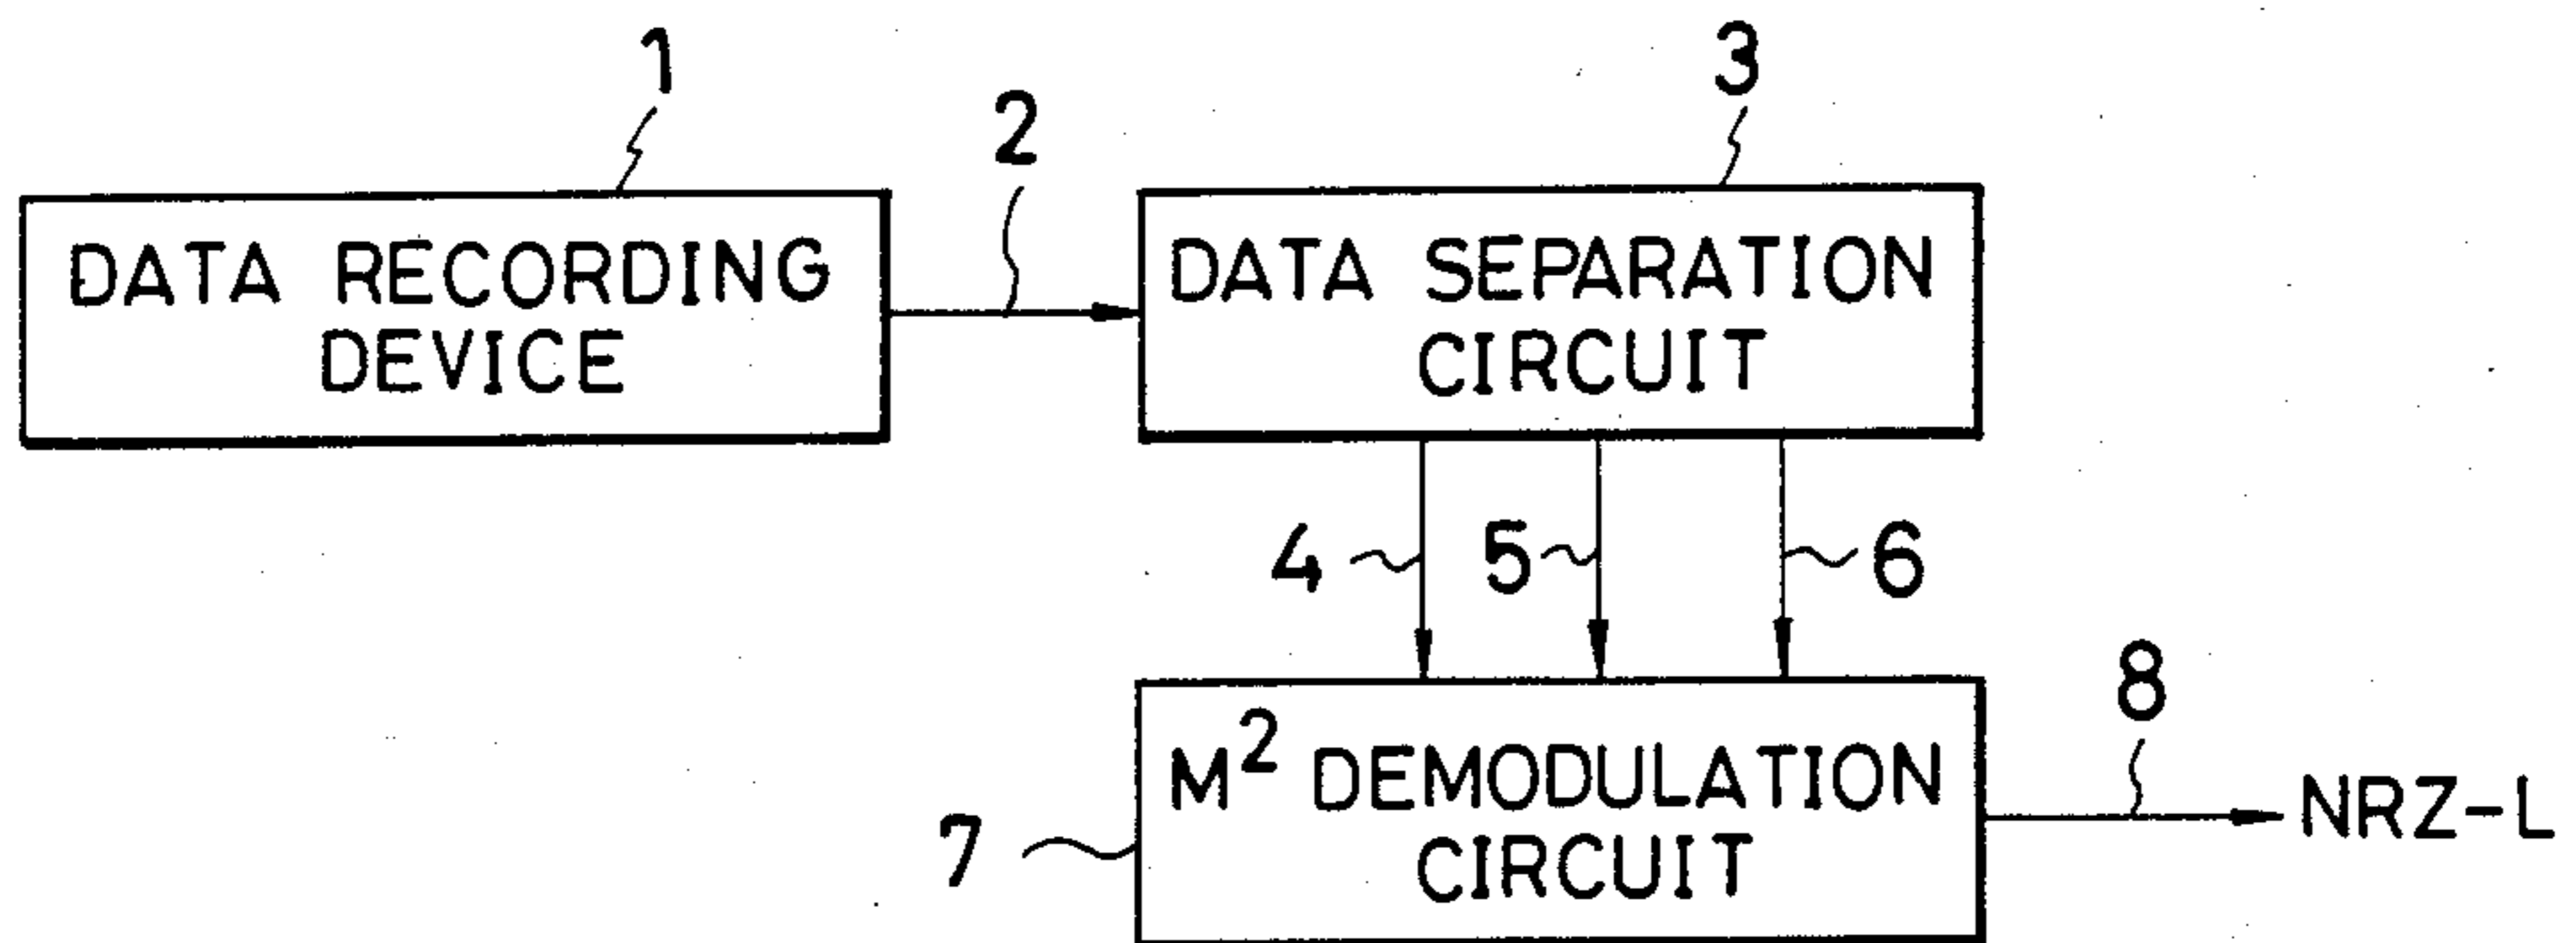 1
2
3
DATA RECORDING
DEVICE
DATA SEPARATION
CIRCUIT
4
5
6
7
M² DEMODULATION
CIRCUIT
8
NRZ-L